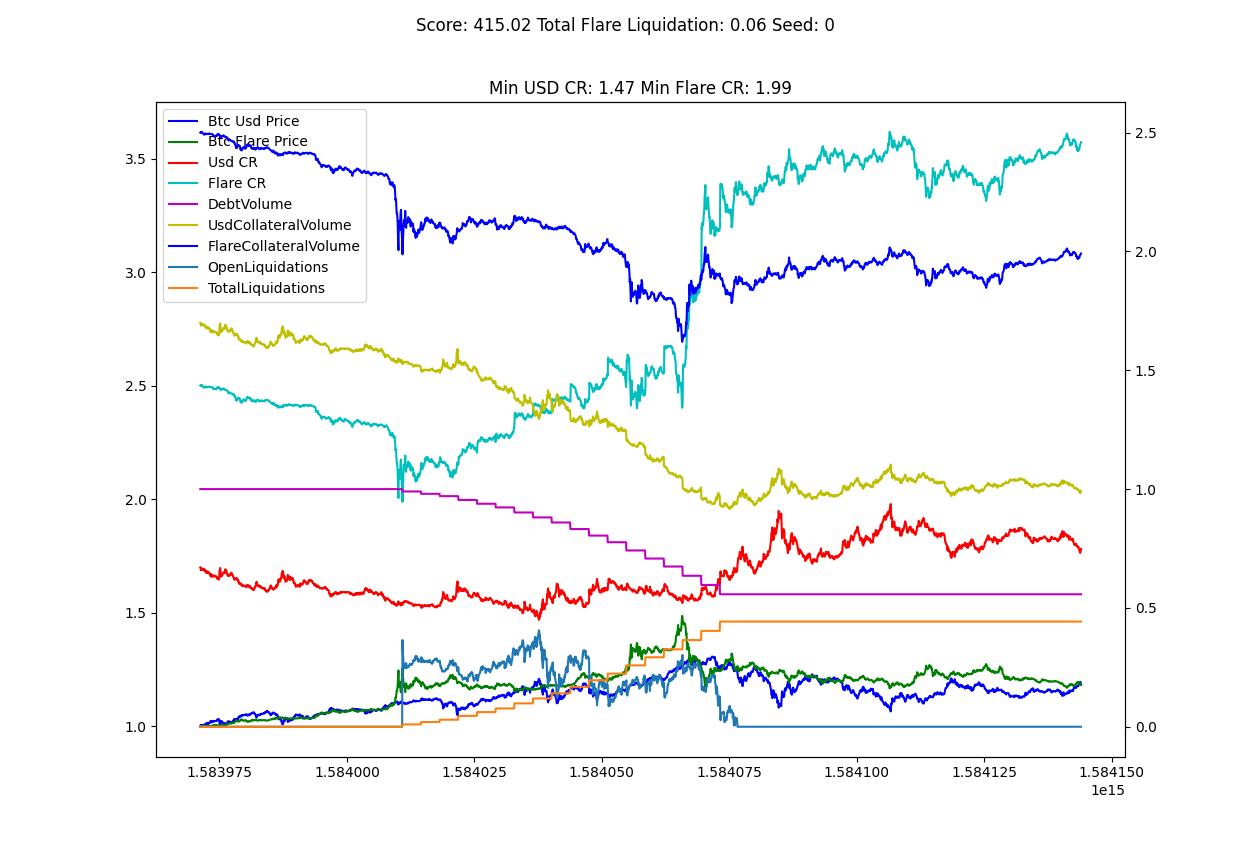 Score: 415.02 Total Flare Liquidation: 0.06 Seed: 0
Min USD CR: 1.47 Min Flare CR: 1.99
Btc Usd Price
Btc Flare Price
Usd CR
Flare CR
DebtVolume
UsdCollateralVolume
FlareCollateralVolume
OpenLiquidations
TotalLiquidations
3.5
3.0
2.5
2.0
1.5
1.0
2.5
2.0
1.5
1.0
0.5
0.0
1.583975 1.584000 1.584025 1.584050 1.584075 1.584100 1.584125 1.584150
1e15